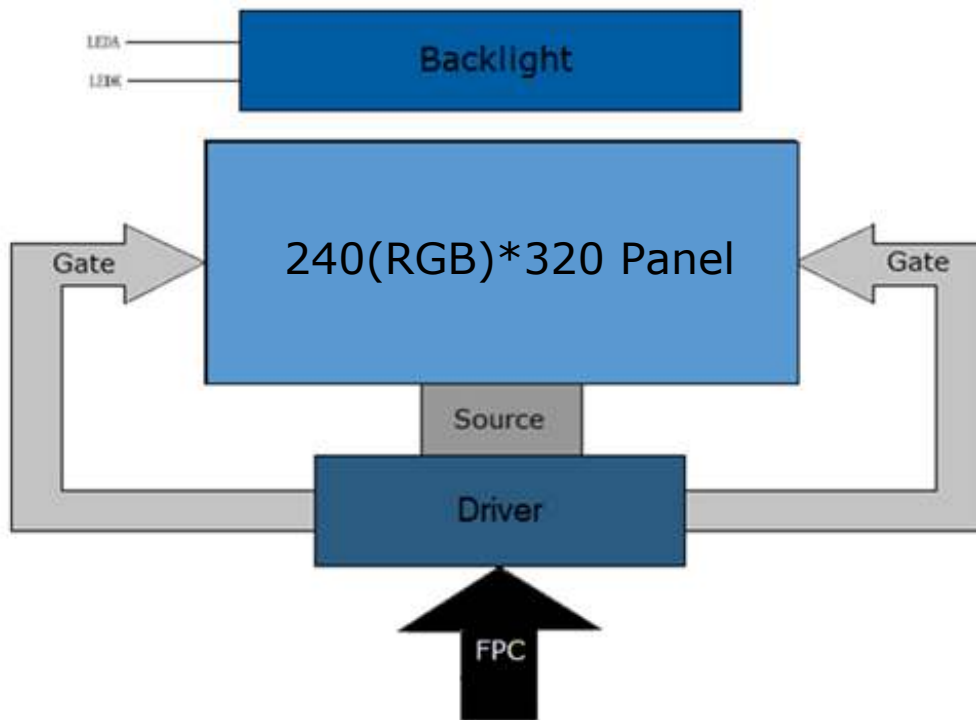 LEDA
Backlight
LEDK
240(RGB)*320 Panel
Gate
Gate
Source
Driver
FPC